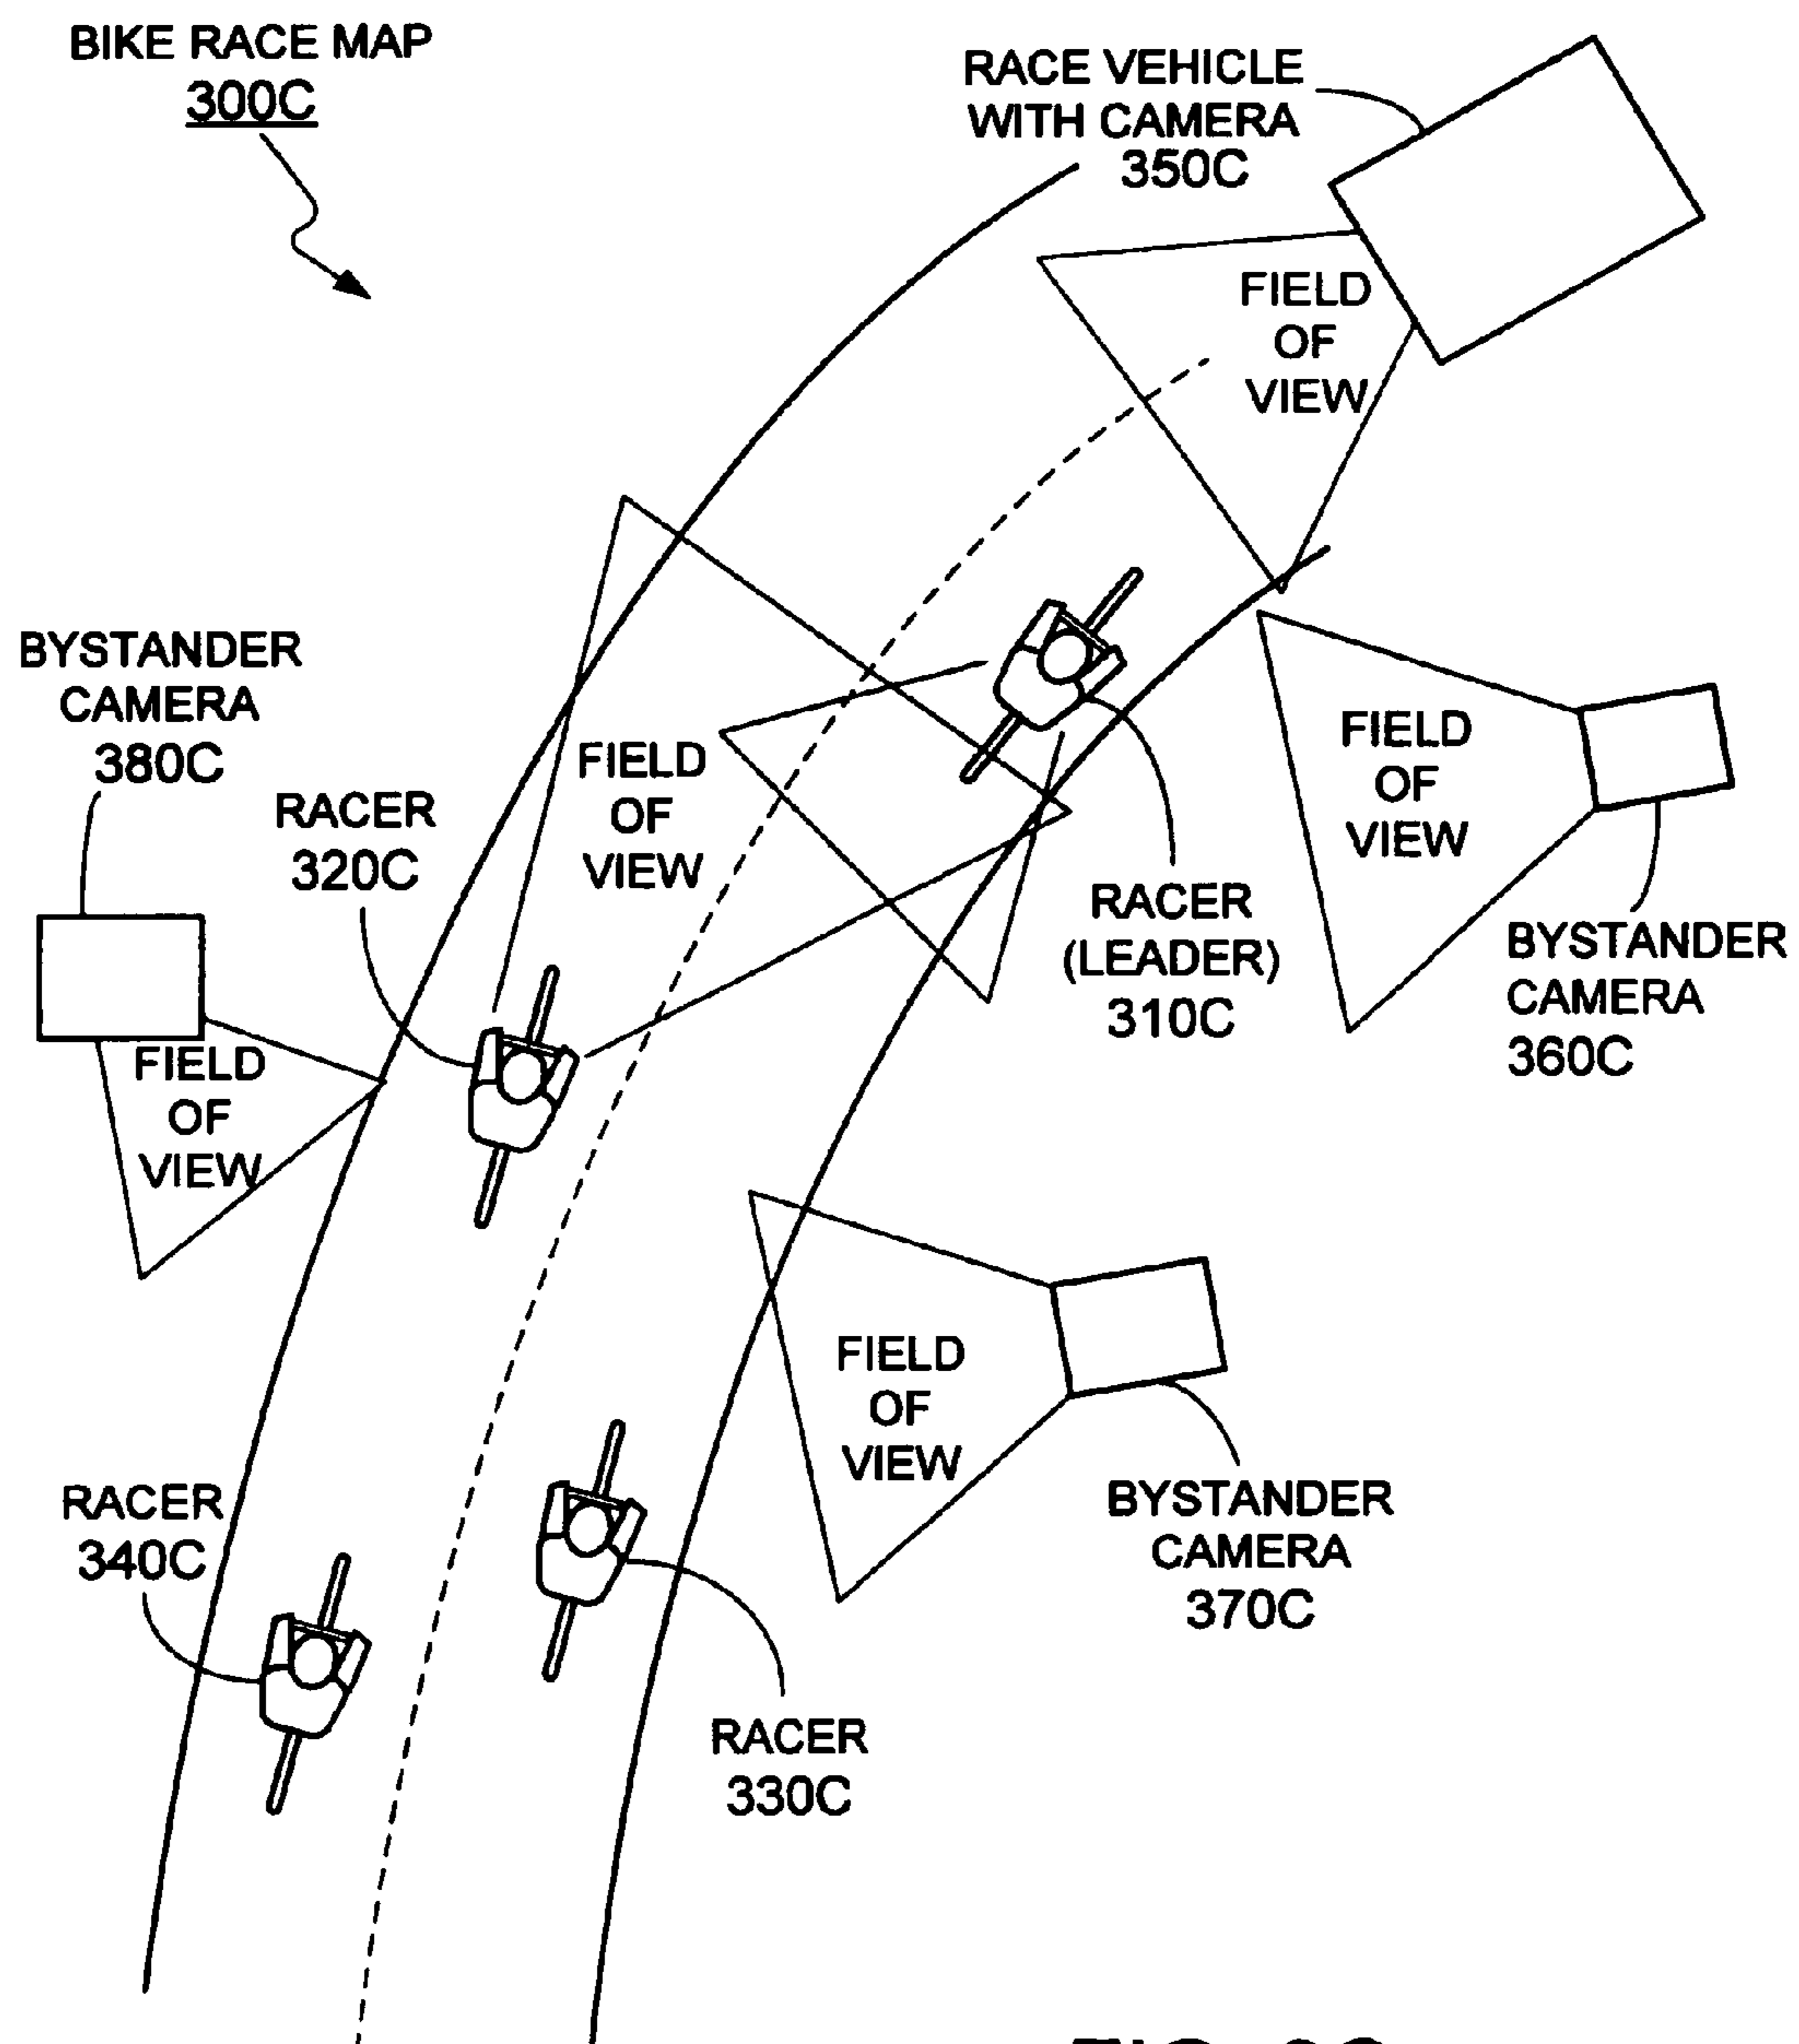 BIKE RACE MAP
300C
RACE VEHICLE
WITH CAMERA
350C
FIELD
OF
VIEW
BYSTANDER
CAMERA
380C
RACER
320C
FIELD
OF
VIEW
FIELD
OF
VIEW
RACER
(LEADER)
310C
BYSTANDER
CAMERA
360C
FIELD
OF
VIEW
FIELD
OF
VIEW
BYSTANDER
CAMERA
370C
RACER
340C
RACER
330C